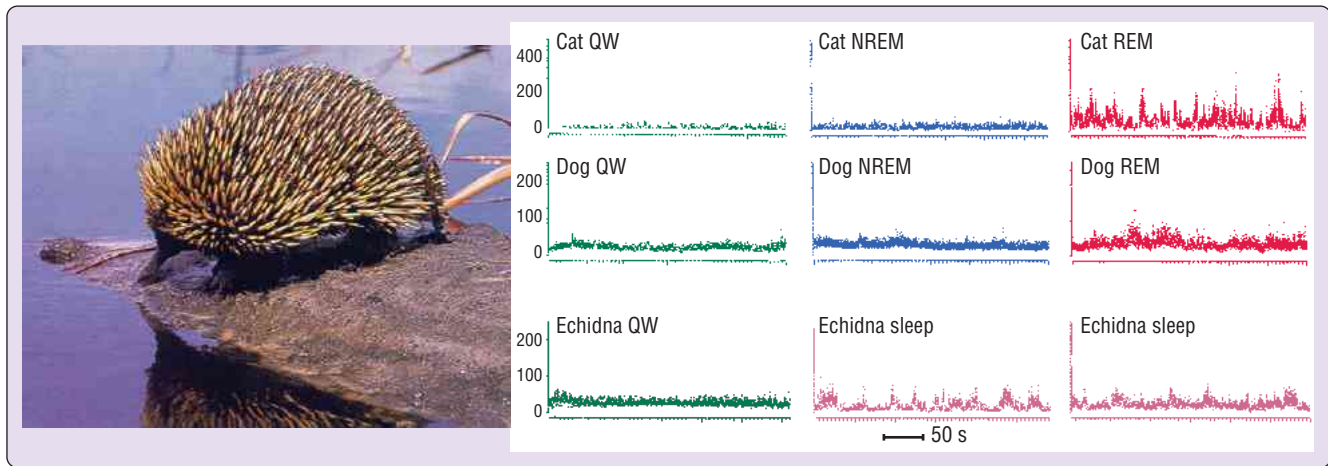 Cat QW
Cat NREM
Cat REM
400
200
0
Dog QW
Dog NREM
Dog REM
200
100
0
Echidna QW
Echidna sleep
Echidna sleep
200
100
0
50 s